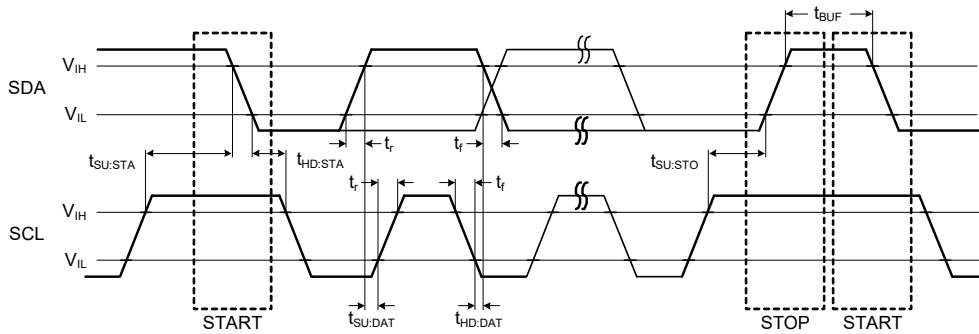 tBUF
VIH
SDA
VIL
tSU:STA
tHD:STA
tr
tf
tSU:STO
tr
tf
VIH
SCL
VIL
START
tSU:DAT
tHD:DAT
STOP
START